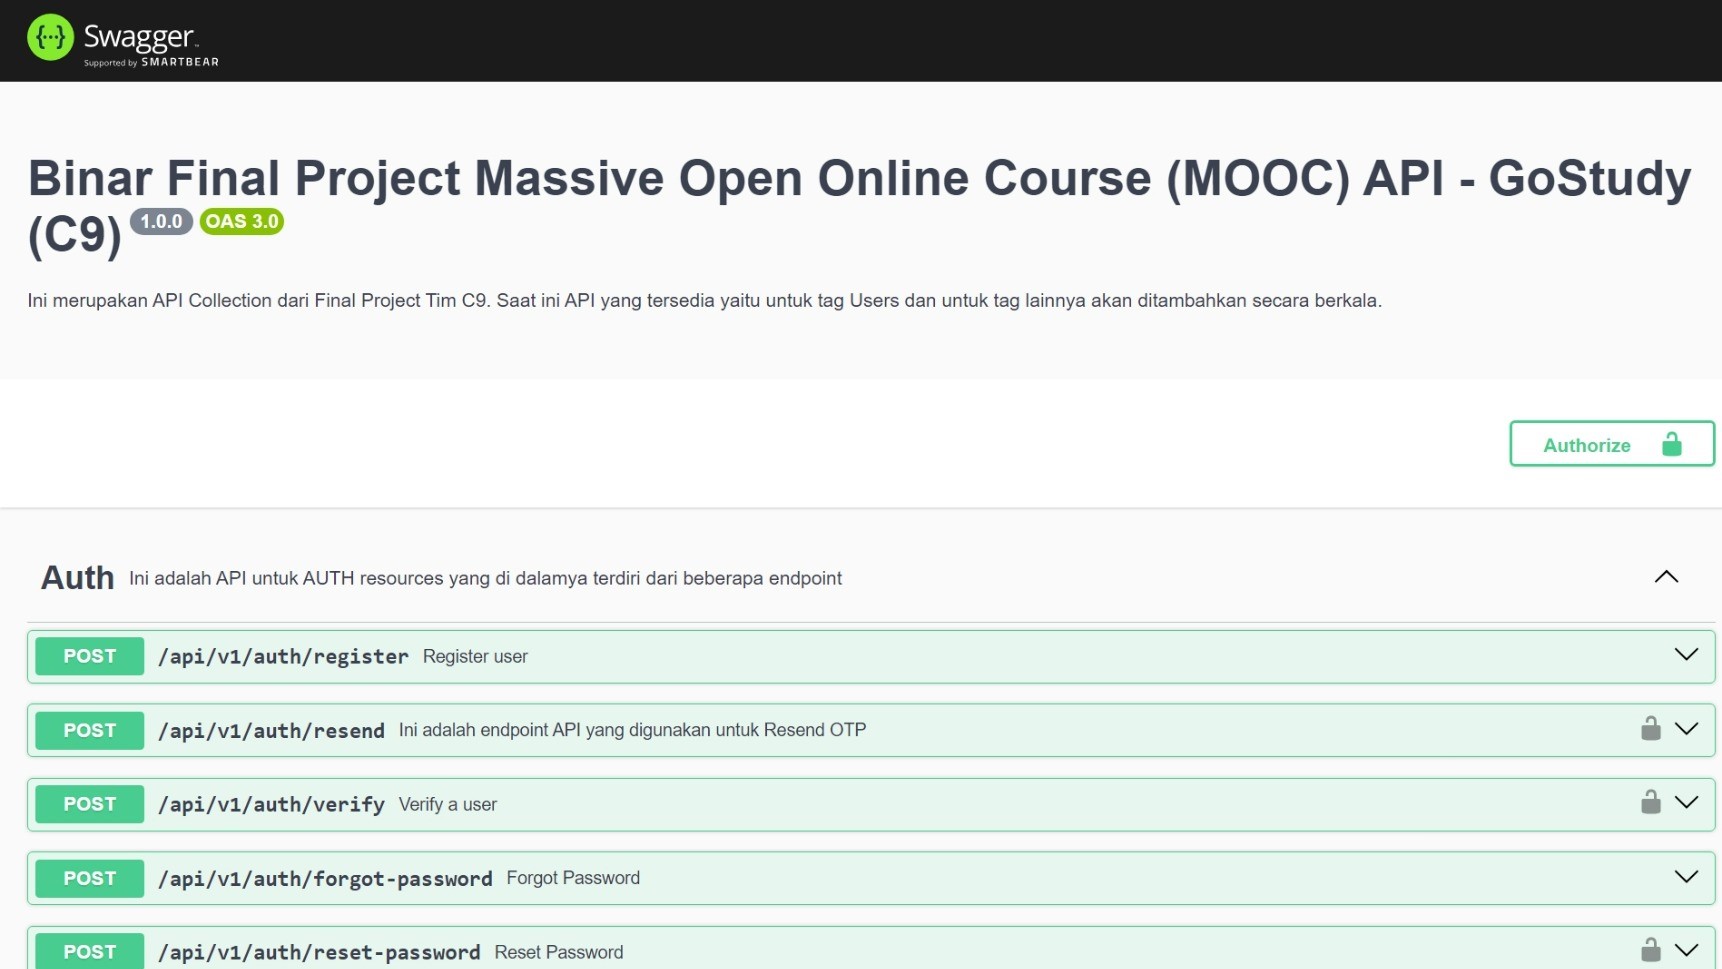 {···} Swagger™
Supported by SMARTBEAR
Binar Final Project Massive Open Online Course (MOOC) API - GoStudy
(C9) 1.0.0 OAS 3.0
Ini merupakan API Collection dari Final Project Tim C9. Saat ini API yang tersedia yaitu untuk tag Users dan untuk tag lainnya akan ditambahkan secara berkala.
Authorize
Auth Ini adalah API untuk AUTH resources yang di dalamya terdiri dari beberapa endpoint
POST /api/v1/auth/register Register user
POST /api/v1/auth/resend Ini adalah endpoint API yang digunakan untuk Resend OTP
POST /api/v1/auth/verify Verify a user
POST /api/v1/auth/forgot-password Forgot Password
POST /api/v1/auth/reset-password Reset Password